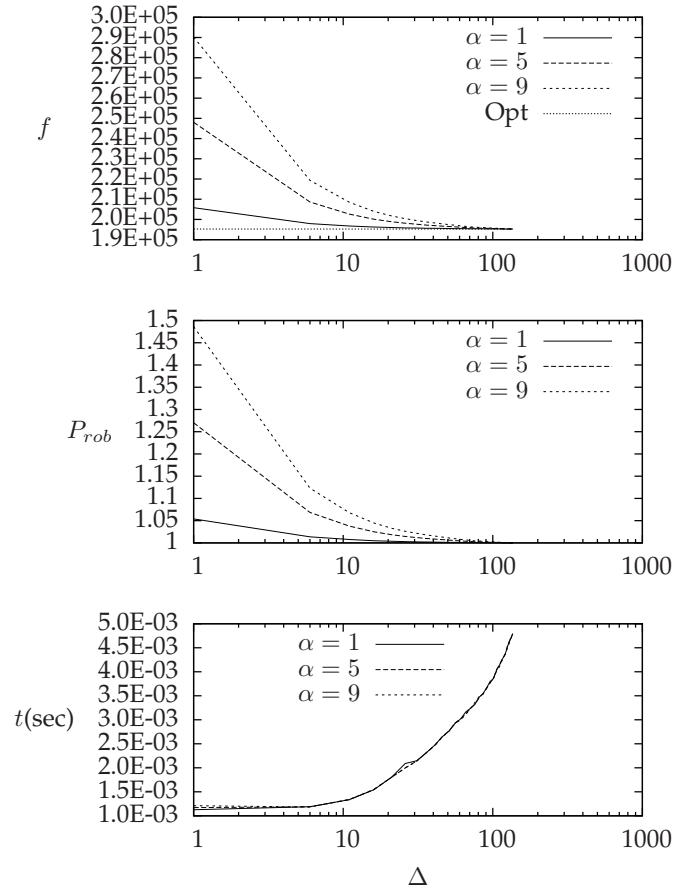 3.0E+05
2.9E+05
2.8E+05
2.7E+05
2.6E+05
2.5E+05
2.4E+05
2.3E+05
2.2E+05
2.1E+05
2.0E+05
1.9E+05
f
α = 1
α = 5
α = 9
Opt
1 10 100 1000
1.5
1.45
1.4
1.35
1.3
1.25
1.2
1.15
1.1
1.05
1
P_{rob}
α = 1
α = 5
α = 9
1 10 100 1000
5.0E-03
4.5E-03
4.0E-03
3.5E-03
3.0E-03
2.5E-03
2.0E-03
1.5E-03
1.0E-03
t(sec)
α = 1
α = 5
α = 9
1 10 100 1000
Δ